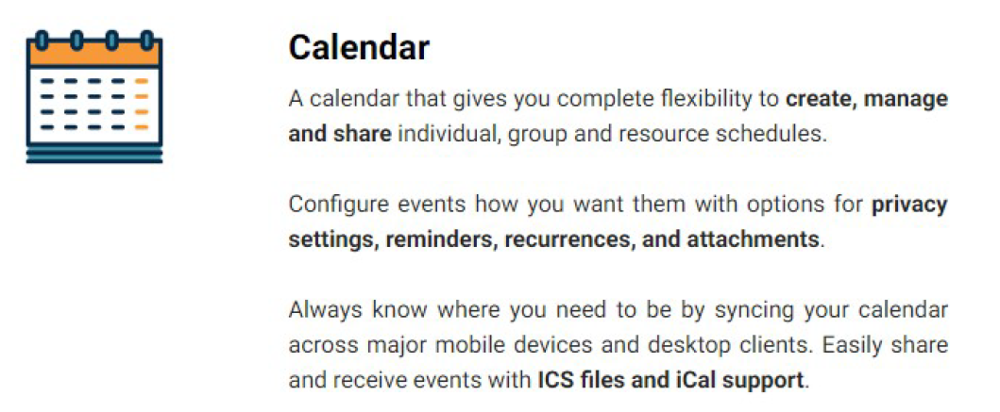 Calendar
A calendar that gives you complete flexibility to create, manage
and share individual, group and resource schedules.
Configure events how you want them with options for privacy
settings, reminders, recurrences, and attachments.
Always know where you need to be by syncing your calendar
across major mobile devices and desktop clients. Easily share
and receive events with ICS files and iCal support.